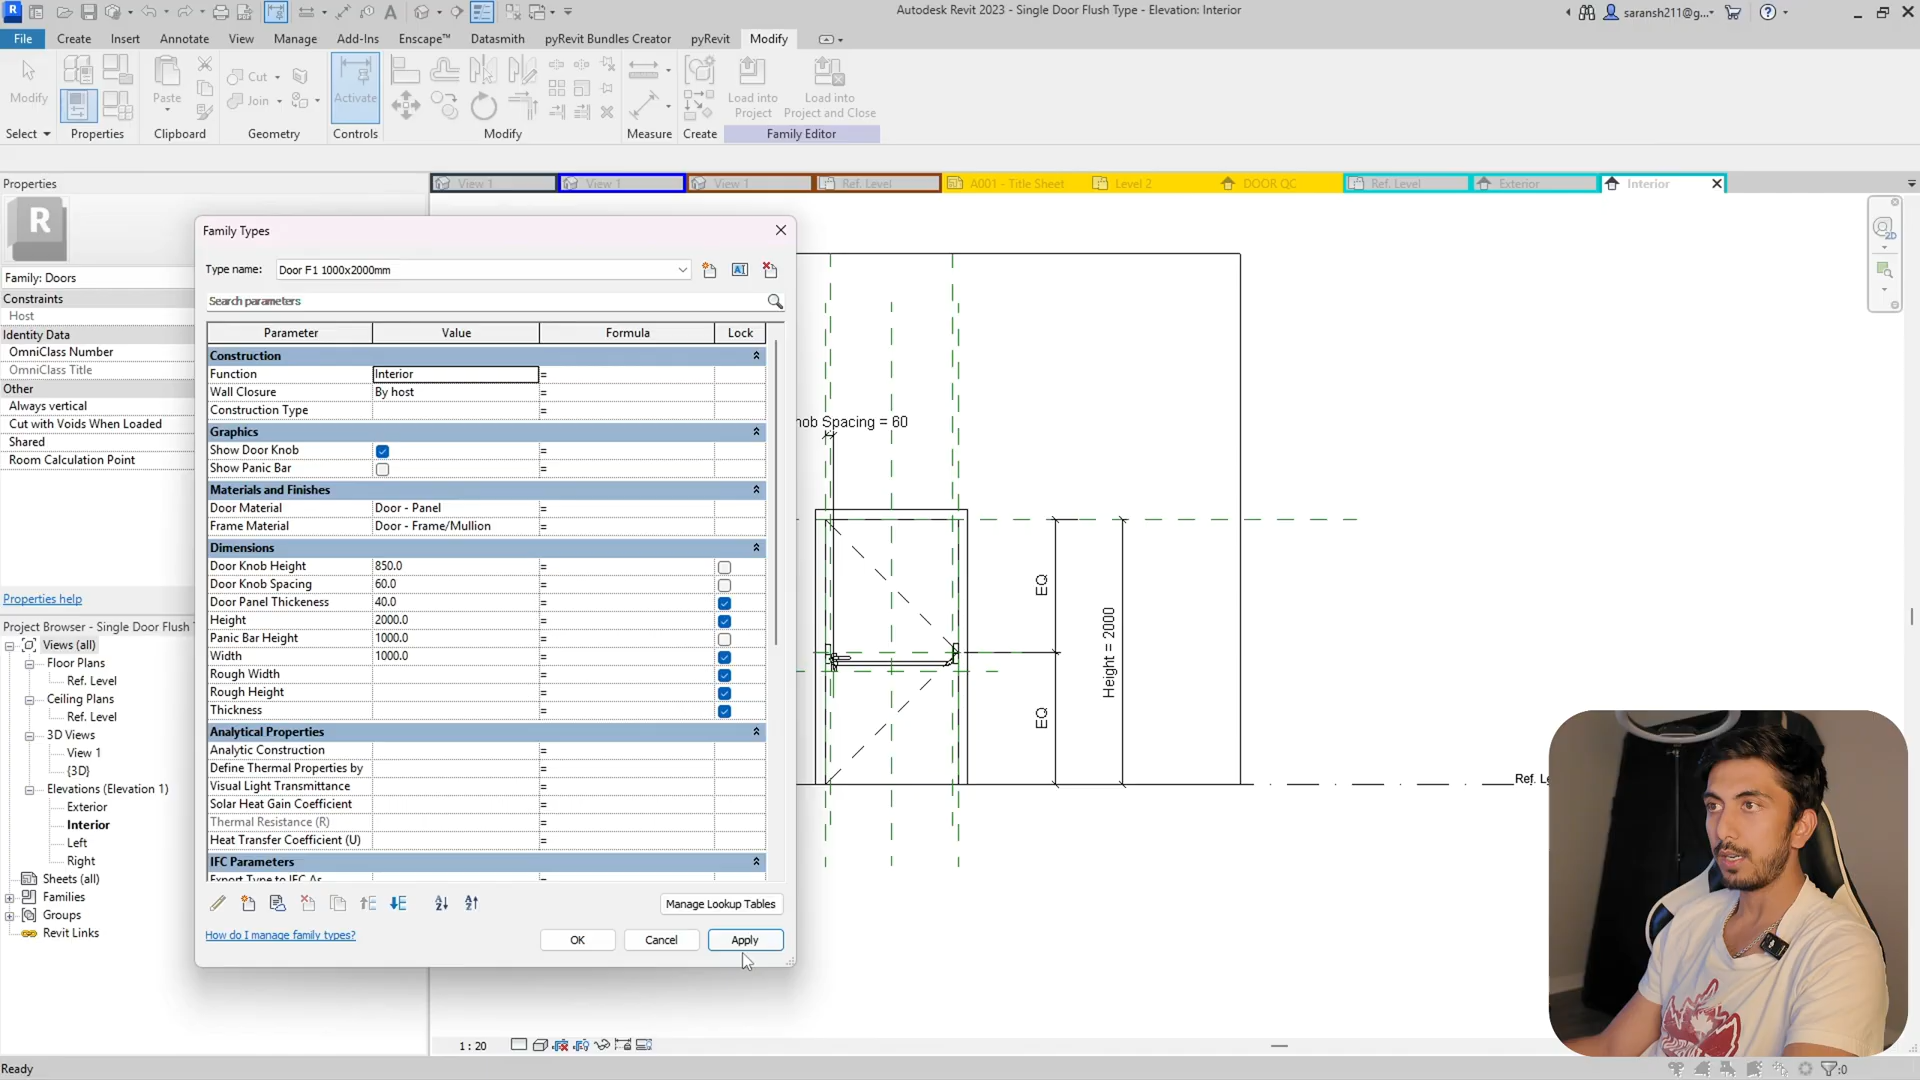 Autodesk Revit 2023 - Single Door Flush Type - Elevation: Interior
saransh211@g...
File Create Insert Annotate View Manage Add-Ins Enscape™ Datasmith pyRevit Bundles Creator pyRevit Modify
Modify
Paste
Cut
Join
Activate
Load into Project
Load into Project and Close
Select Properties Clipboard Geometry Controls Modify Measure Create Family Editor
Properties
View 1 View 1 View 1 Ref. Level A001 - Title Sheet Level 2 DOOR QC Ref. Level Exterior Interior
R
Family: Doors
Constraints
Host
Identity Data
OmniClass Number
OmniClass Title
Other
Always vertical
Cut with Voids When Loaded
Shared
Room Calculation Point
Properties help
Project Browser - Single Door Flush
Views (all)
Floor Plans
Ref. Level
Ceiling Plans
Ref. Level
3D Views
View 1
{3D}
Elevations (Elevation 1)
Exterior
Interior
Left
Right
Sheets (all)
Families
Groups
Revit Links
Family Types
Type name: Door F1 1000x2000mm
Search parameters
Parameter Value Formula Lock
Construction
Function Interior =
Wall Closure By host =
Construction Type =
Graphics
Show Door Knob =
Show Panic Bar =
Materials and Finishes
Door Material Door - Panel =
Frame Material Door - Frame/Mullion =
Dimensions
Door Knob Height 850.0 =
Door Knob Spacing 60.0 =
Door Panel Thickeness 40.0 =
Height 2000.0 =
Panic Bar Height 1000.0 =
Width 1000.0 =
Rough Width =
Rough Height =
Thickness =
Analytical Properties
Analytic Construction =
Define Thermal Properties by =
Visual Light Transmittance =
Solar Heat Gain Coefficient =
Thermal Resistance (R) =
Heat Transfer Coefficient (U) =
IFC Parameters
Export Type to IFC As =
Manage Lookup Tables
How do I manage family types?
OK Cancel Apply
nob Spacing = 60
EQ
EQ
Height = 2000
Ref. Le
2D
1 : 20
Ready
:0